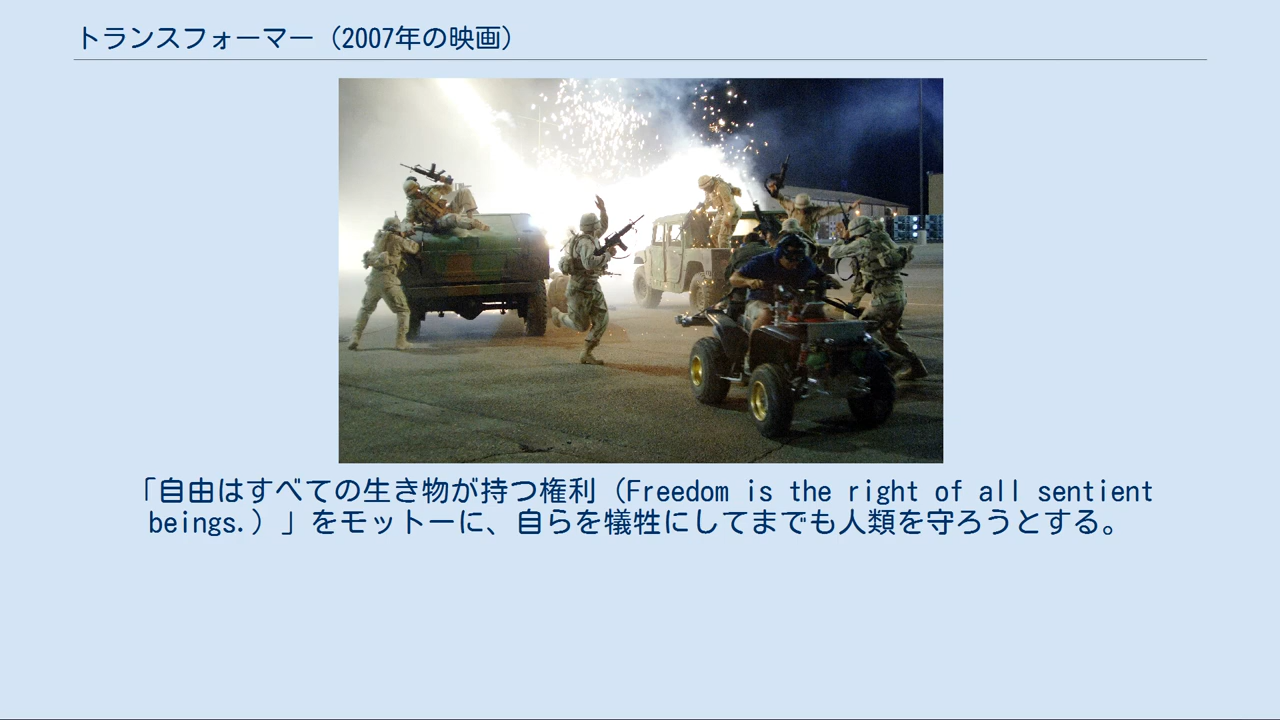 トランスフォーマー（2007年の映画）
「自由はすべての生き物が持つ権利（Freedom is the right of all sentient
beings.）」をモットーに、自らを犠牲にしてまでも人類を守ろうとする。